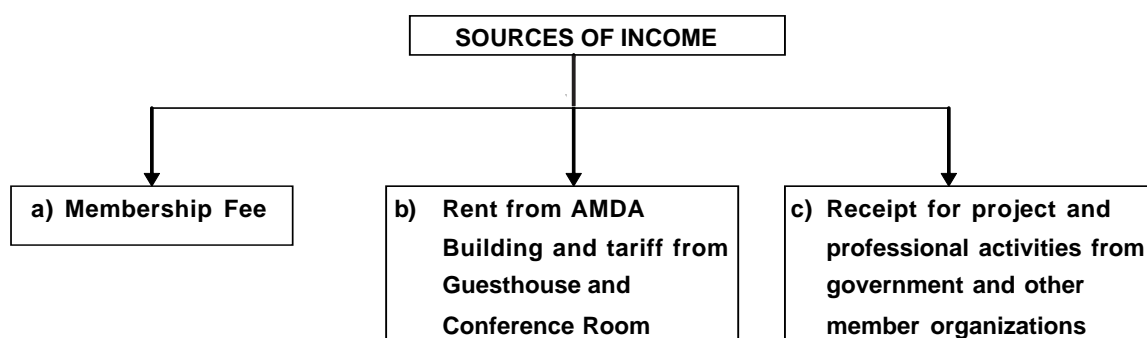 SOURCES OF INCOME
a) Membership Fee
b) Rent from AMDA
Building and tariff from
Guesthouse and
Conference Room
c) Receipt for project and
professional activities from
government and other
member organizations